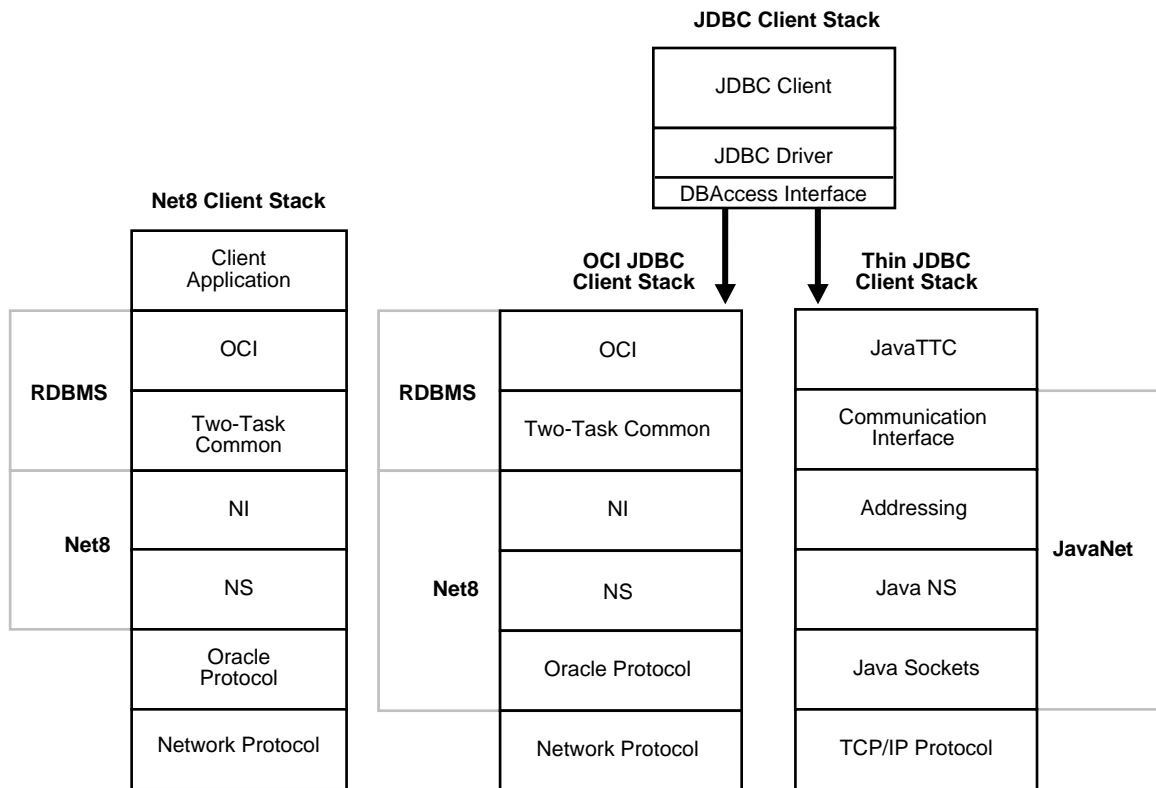 JDBC Client Stack
JDBC Client
JDBC Driver
DBAccess Interface
Net8 Client Stack
Client
Application
OCI
Two-Task
Common
NI
NS
Oracle
Protocol
Network Protocol
RDBMS
Net8
OCI JDBC
Client Stack
OCI
Two-Task Common
NI
NS
Oracle Protocol
Network Protocol
RDBMS
Net8
Thin JDBC
Client Stack
JavaTTC
Communication
Interface
Addressing
Java NS
Java Sockets
TCP/IP Protocol
JavaNet